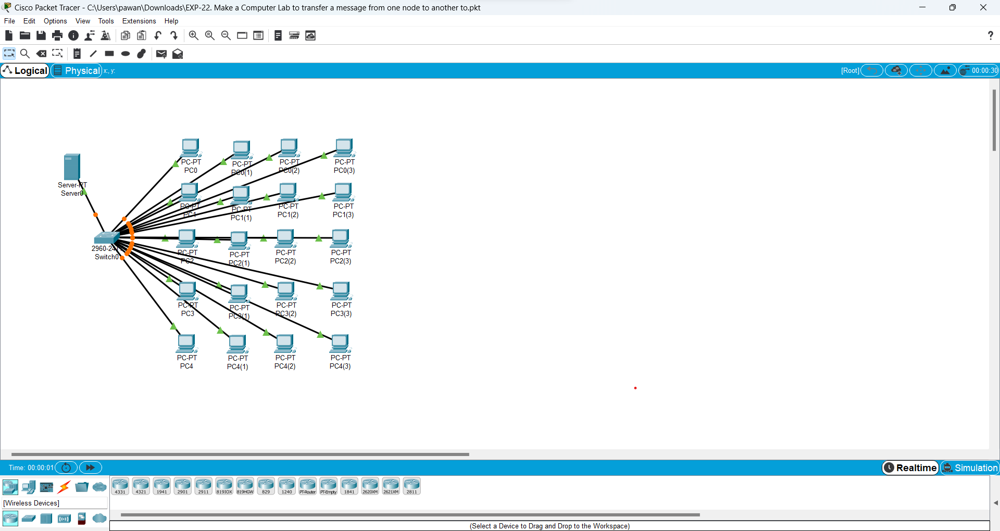 Cisco Packet Tracer - C:\Users\pawan\Downloads\EXP-22. Make a Computer Lab to transfer a message from one node to another to.pkt
File Edit Options View Tools Extensions Help
?
Logical Physical x:, y: [Root] 00:00:30
PC-PT
PC0
PC-PT
PC0(1)
PC-PT
PC0(2)
PC-PT
PC0(3)
Server-PT
Server0
PC-PT
PC1
PC-PT
PC1(1)
PC-PT
PC1(2)
PC-PT
PC1(3)
2960-24
Switch0
PC-PT
PC2
PC-PT
PC2(1)
PC-PT
PC2(2)
PC-PT
PC2(3)
PC-PT
PC3
PC-PT
PC3(1)
PC-PT
PC3(2)
PC-PT
PC3(3)
PC-PT
PC4
PC-PT
PC4(1)
PC-PT
PC4(2)
PC-PT
PC4(3)
Time: 00:00:01 Realtime Simulation
4331 4321 1941 2901 2911 819IOX 819HGW 829 1240 PT-Router PT-Empty 1841 2620XM 2621XM 2811
[Wireless Devices]
(Select a Device to Drag and Drop to the Workspace)